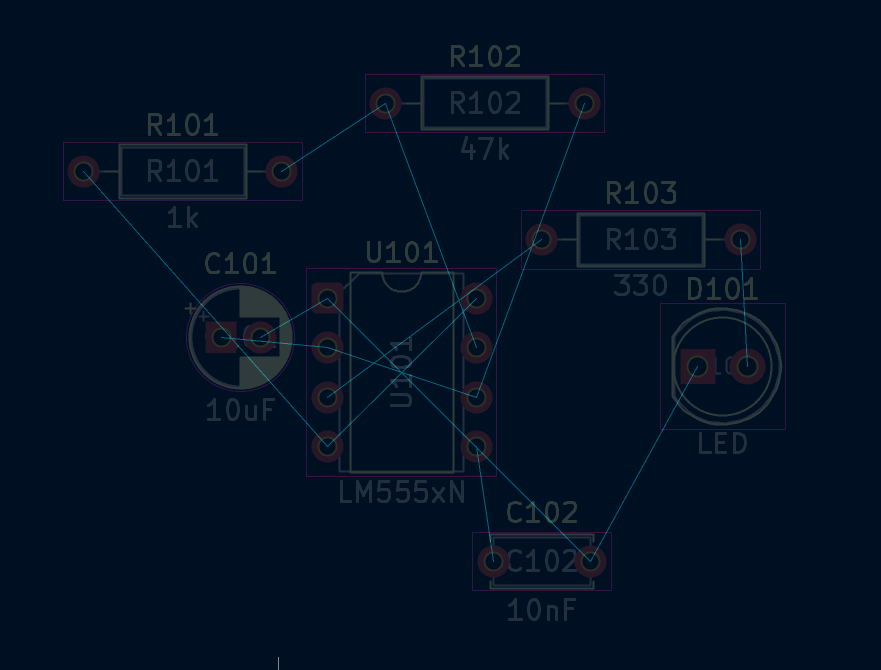 R102
R102
47k
R101
R101
1k
R103
R103
330
U101
C101
10uF
U101
D101
LED
LM555xN
C102
C102
10nF